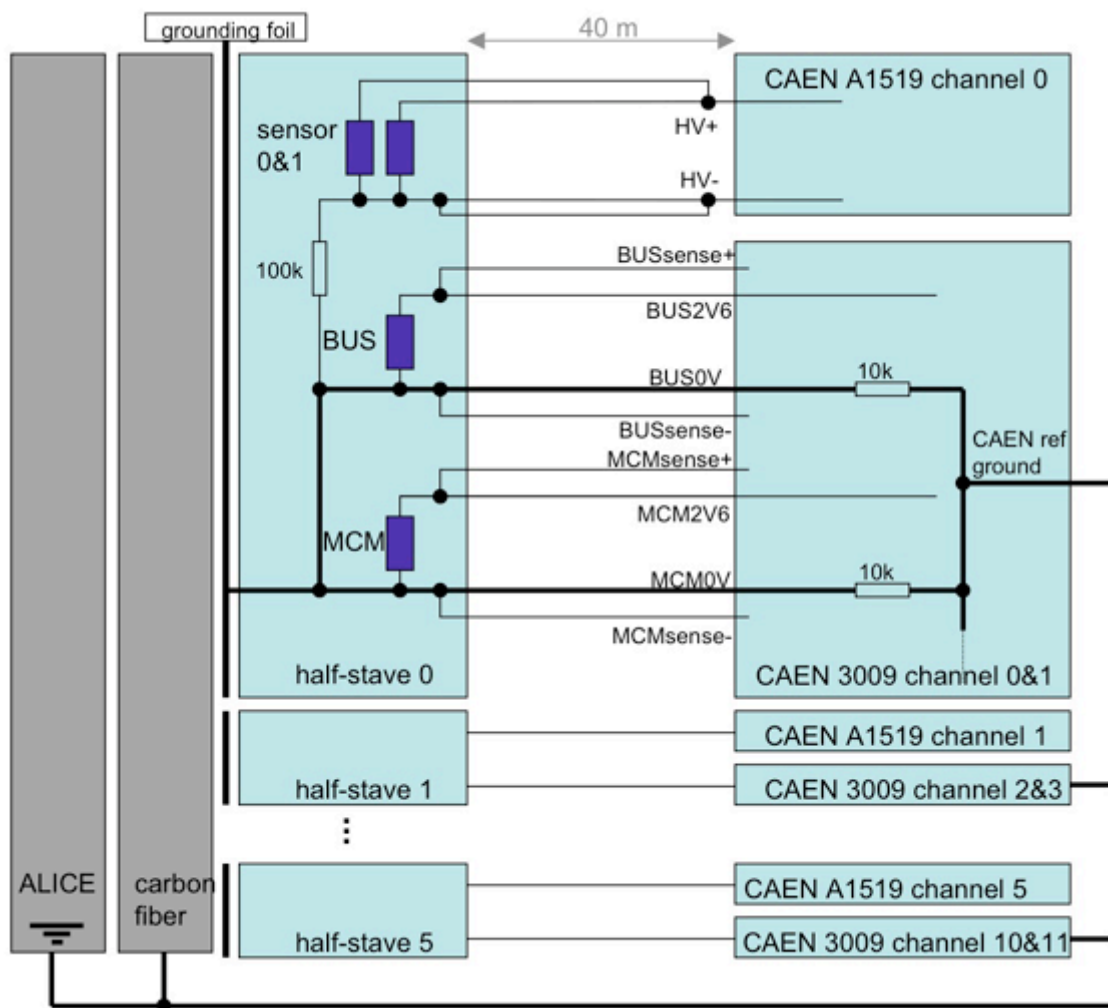 grounding foil
40 m
CAEN A1519 channel 0
sensor
0&1
HV+
HV-
100k
BUSsense+
BUS2V6
BUS
BUS0V
10k
BUSsense-
MCMsense+
CAEN ref
ground
MCM2V6
MCM
MCM0V
10k
MCMsense-
half-stave 0
CAEN 3009 channel 0&1
CAEN A1519 channel 1
half-stave 1
CAEN 3009 channel 2&3
ALICE
carbon
fiber
CAEN A1519 channel 5
half-stave 5
CAEN 3009 channel 10&11